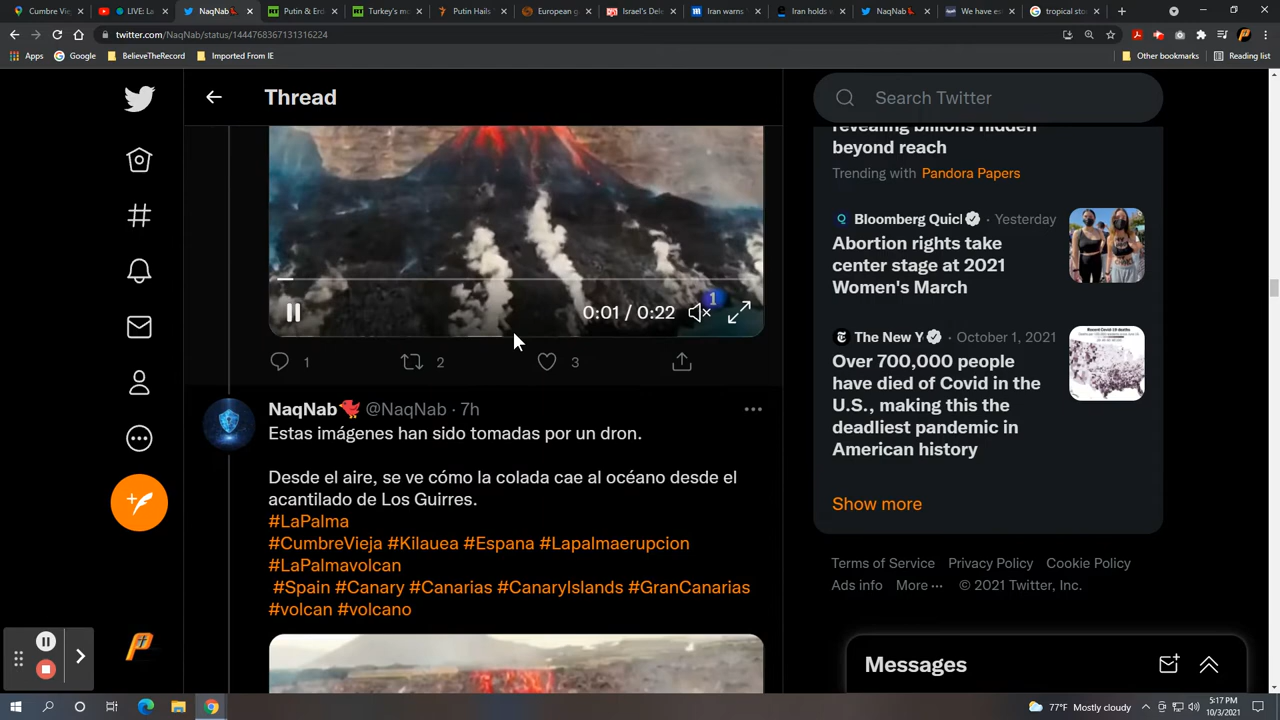 Cumbre Vieja
LIVE! La
NaqNab
Putin & Erd
Turkey's m
Putin Hails
European g
Israel's Del
Iran warns
Iran holds w
NaqNab
We have ex
tropical sto
twitter.com/NaqNab/status/1444768367131316224
Apps
Google
BelieveTheRecord
Imported From IE
Other bookmarks
Reading list
Thread
Search Twitter
0:01 / 0:22
1
1
2
3
NaqNab @NaqNab · 7h
Estas imágenes han sido tomadas por un dron.
Desde el aire, se ve cómo la colada cae al océano desde el
acantilado de Los Guirres.
#LaPalma
#CumbreVieja #Kilauea #Espana #Lapalmaerupcion
#LaPalmavolcan
#Spain #Canary #Canarias #CanaryIslands #GranCanarias
#volcan #volcano
revealing billions hidden
beyond reach
Trending with Pandora Papers
Bloomberg Quicl · Yesterday
Abortion rights take
center stage at 2021
Women's March
The New Y · October 1, 2021
Over 700,000 people
have died of Covid in the
U.S., making this the
deadliest pandemic in
American history
Show more
Terms of Service Privacy Policy Cookie Policy
Ads info More ··· © 2021 Twitter, Inc.
Messages
77°F Mostly cloudy
5:17 PM
10/3/2021